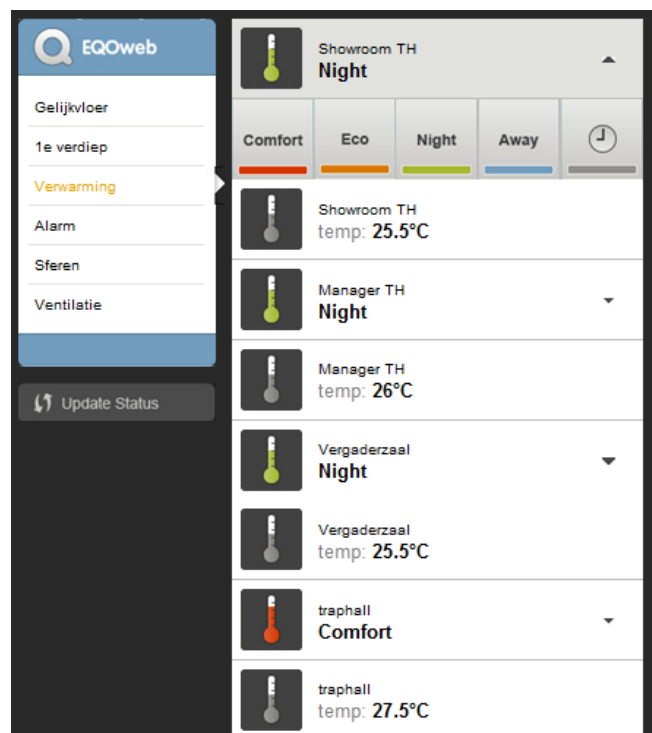 EQOweb
Gelijkvloer
1e verdiep
Verwarming
Alarm
Sferen
Ventilatie
Update Status
Showroom TH
Night
Comfort Eco Night Away
Showroom TH
temp: 25.5°C
Manager TH
Night
Manager TH
temp: 26°C
Vergaderzaal
Night
Vergaderzaal
temp: 25.5°C
traphall
Comfort
traphall
temp: 27.5°C